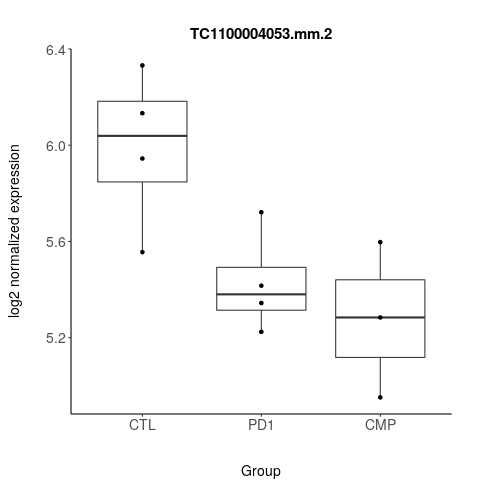 TC1100004053.mm.2
log2 normalized expression
6.4
6.0
5.6
5.2
CTL PD1 CMP
Group